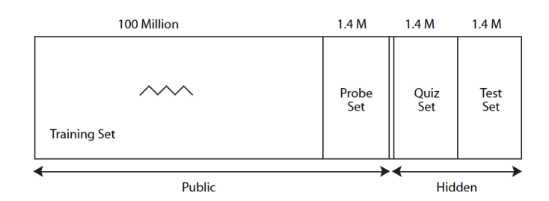 100 Million
1.4 M
1.4 M
1.4 M
Training Set
Probe
Set
Quiz
Set
Test
Set
Public
Hidden